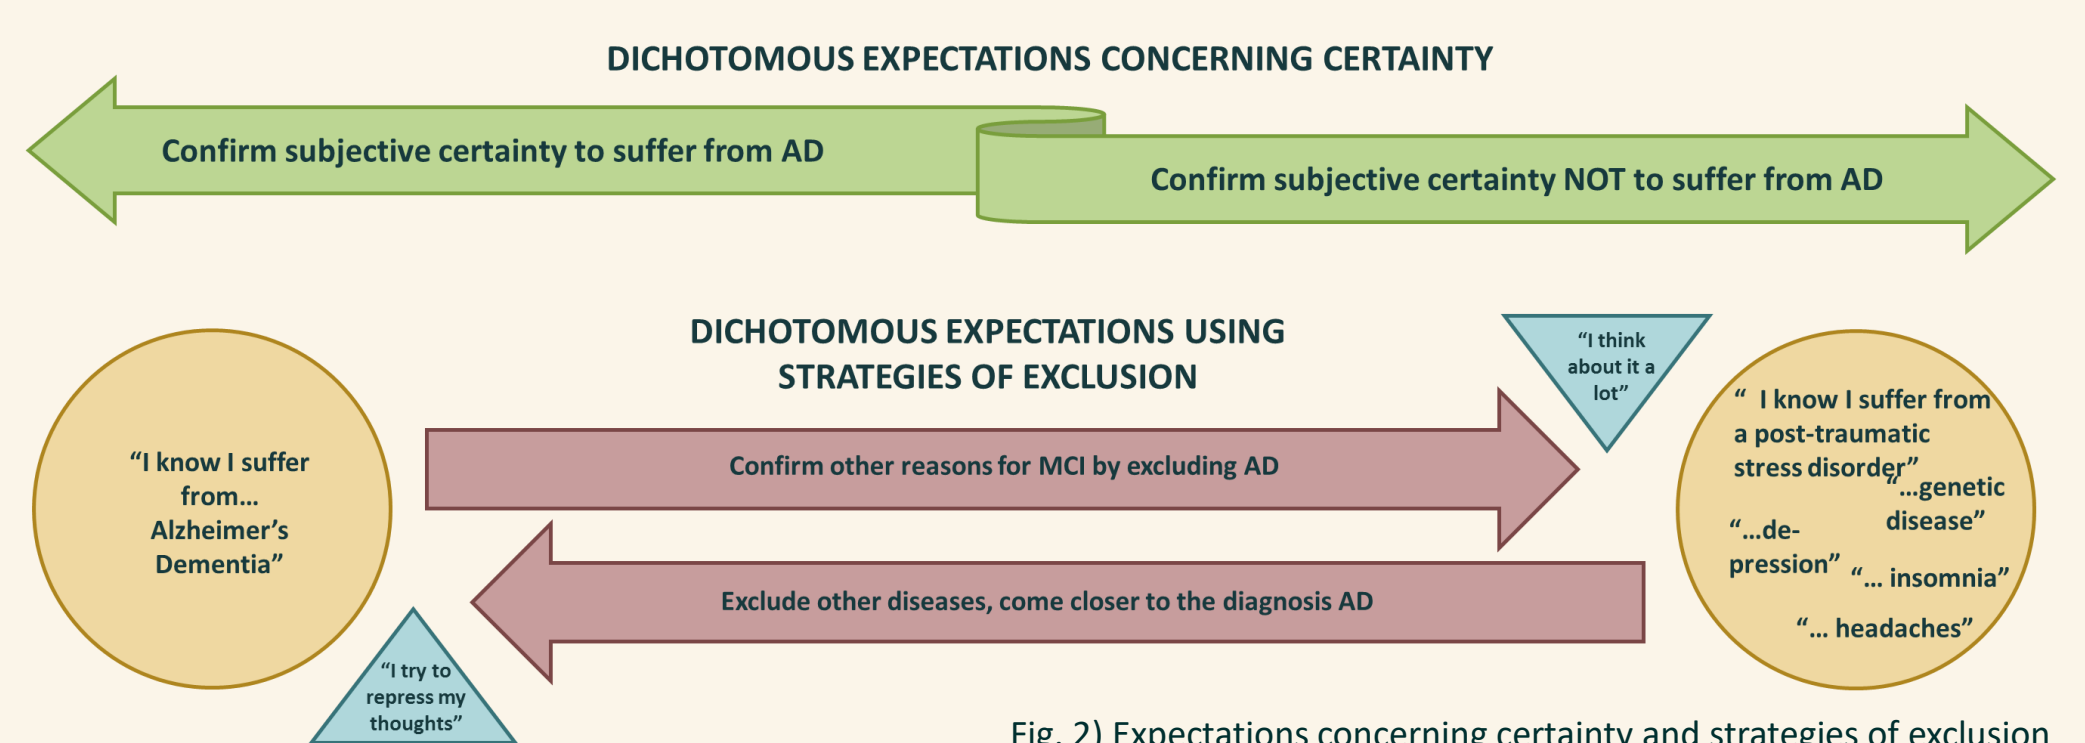 DICHOTOMOUS EXPECTATIONS CONCERNING CERTAINTY
Confirm subjective certainty to suffer from AD
Confirm subjective certainty NOT to suffer from AD
DICHOTOMOUS EXPECTATIONS USING
STRATEGIES OF EXCLUSION
“I think
about it a
lot”
“I know I suffer
from…
Alzheimer’s
Dementia”
Confirm other reasons for MCI by excluding AD
“ I know I suffer from
a post-traumatic
stress disorder”
“…genetic
disease”
“…de-
pression”
“… insomnia”
“… headaches”
Exclude other diseases, come closer to the diagnosis AD
“I try to
repress my
thoughts”
Fig. 2) Expectations concerning certainty and strategies of exclusion